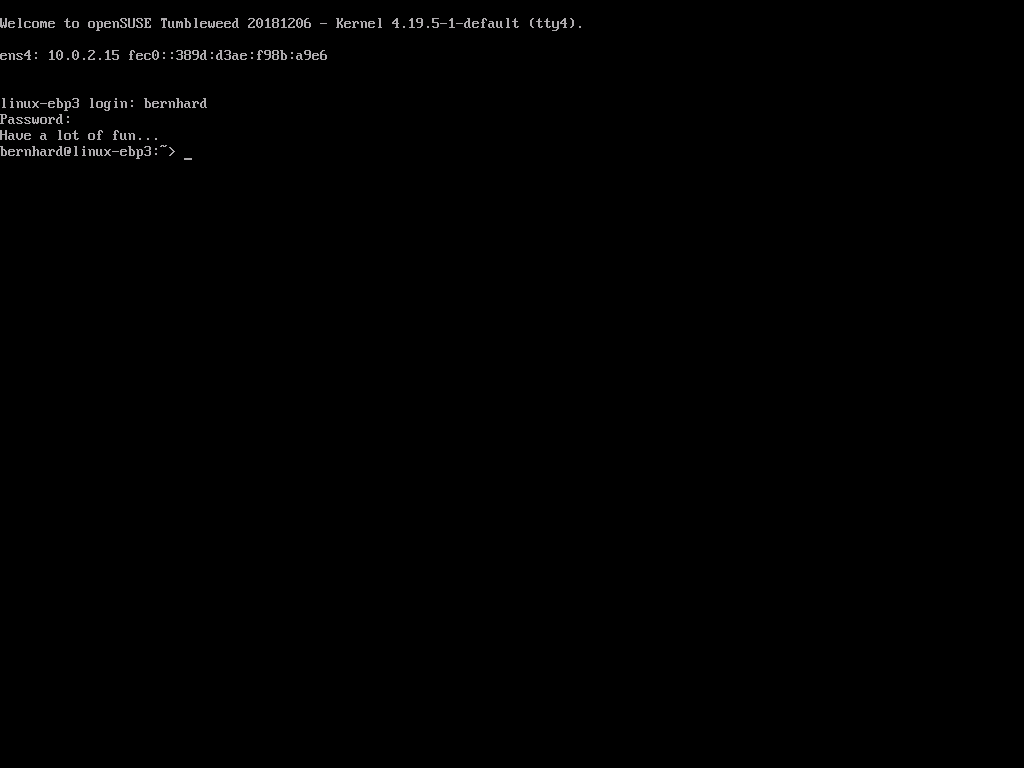 Welcome to openSUSE Tumbleweed 20181206 - Kernel 4.19.5-1-default (tty4).
ens4: 10.0.2.15 fec0::389d:d3ae:f98b:a9e6
linux-ebp3 login: bernhard
Password:
Have a lot of fun...
bernhard@linux-ebp3:~> _